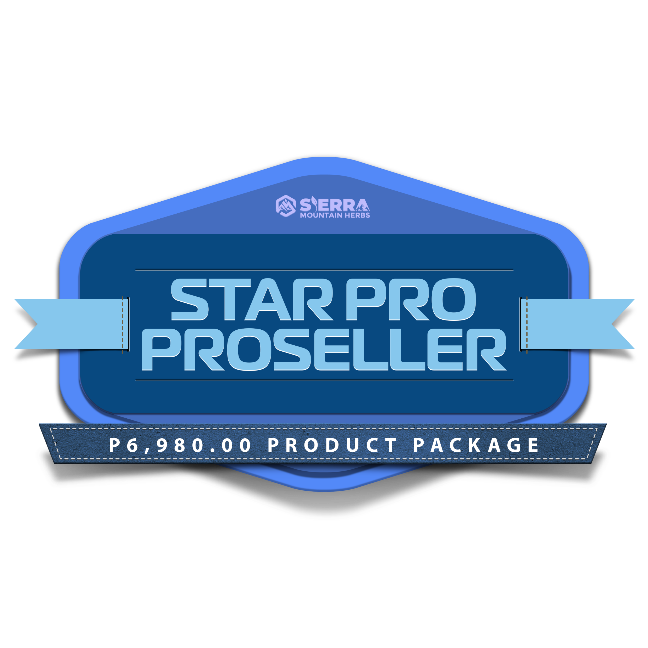 SIERRA
MOUNTAIN HERBS
STAR PRO
PROSELLER
P6,980.00 PRODUCT PACKAGE